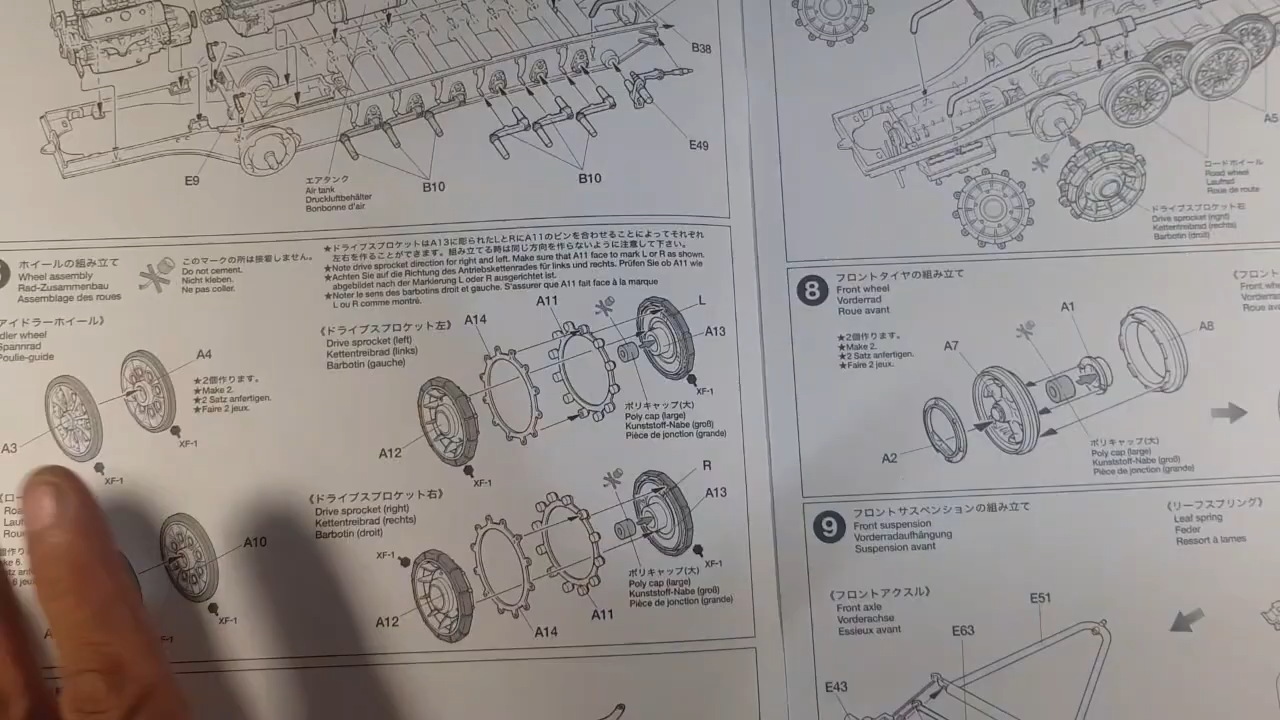 B38
E49
E9
B10
B10
エアタンク
Air tank
Druckluftbehälter
Bonbonne d'air
A5
ロードホイール
Road wheel
Laufrad
Roue de route
ドライブスプロケット右
Drive sprocket (right)
Kettentreibrad (rechts)
Barbotin (droit)
ホイールの組み立て
Wheel assembly
Rad-Zusammenbau
Assemblage des roues
このマークの所は接着しません。
Do not cement.
Nicht kleben.
Ne pas coller.
★ドライブスプロケットはA13に彫られたLとRにA11のピンを合わせることによってそれぞれ
左右を作ることができます。組み立てる時は同じ方向を作らないように注意して下さい。
★Note drive sprocket direction for right and left. Make sure that A11 face to mark L or R as shown.
★Achten Sie auf die Richtung des Antriebskettenrades für links und rechts. Prüfen Sie ob A11 wie
abgebildet nach der Markierung L oder R ausgerichtet ist.
★Noter le sens des barbotins droit et gauche. S'assurer que A11 fait face à la marque
L ou R comme montré.
アイドラーホイール》
dler wheel
Spannrad
Poulie-guide
A4
A3
★2個作ります。
★Make 2.
★2 Satz anfertigen.
★Faire 2 jeux.
XF-1
XF-1
《ドライブスプロケット左》
Drive sprocket (left)
Kettentreibrad (links)
Barbotin (gauche)
A14
A11
L
A13
A12
XF-1
XF-1
ポリキャップ(大)
Poly cap (large)
Kunststoff-Nabe (groß)
Pièce de jonction (grande)
《ロー
Roa
Lauf
Rou
A10
XF-1
《ドライブスプロケット右》
Drive sprocket (right)
Kettentreibrad (rechts)
Barbotin (droit)
XF-1
A12
A14
A11
R
A13
XF-1
ポリキャップ(大)
Poly cap (large)
Kunststoff-Nabe (groß)
Pièce de jonction (grande)
8
フロントタイヤの組み立て
Front wheel
Vorderrad
Roue avant
★2個作ります。
★Make 2.
★2 Satz anfertigen.
★Faire 2 jeux.
A7
A1
A8
A2
ポリキャップ(大)
Poly cap (large)
Kunststoff-Nabe (groß)
Pièce de jonction (grande)
《フロント
Front whe
Vorderra
Roue ava
9
フロントサスペンションの組み立て
Front suspension
Vorderradaufhängung
Suspension avant
《リーフスプリング》
Leaf spring
Feder
Ressort à lames
《フロントアクスル》
Front axle
Vorderachse
Essieux avant
E51
E63
E43